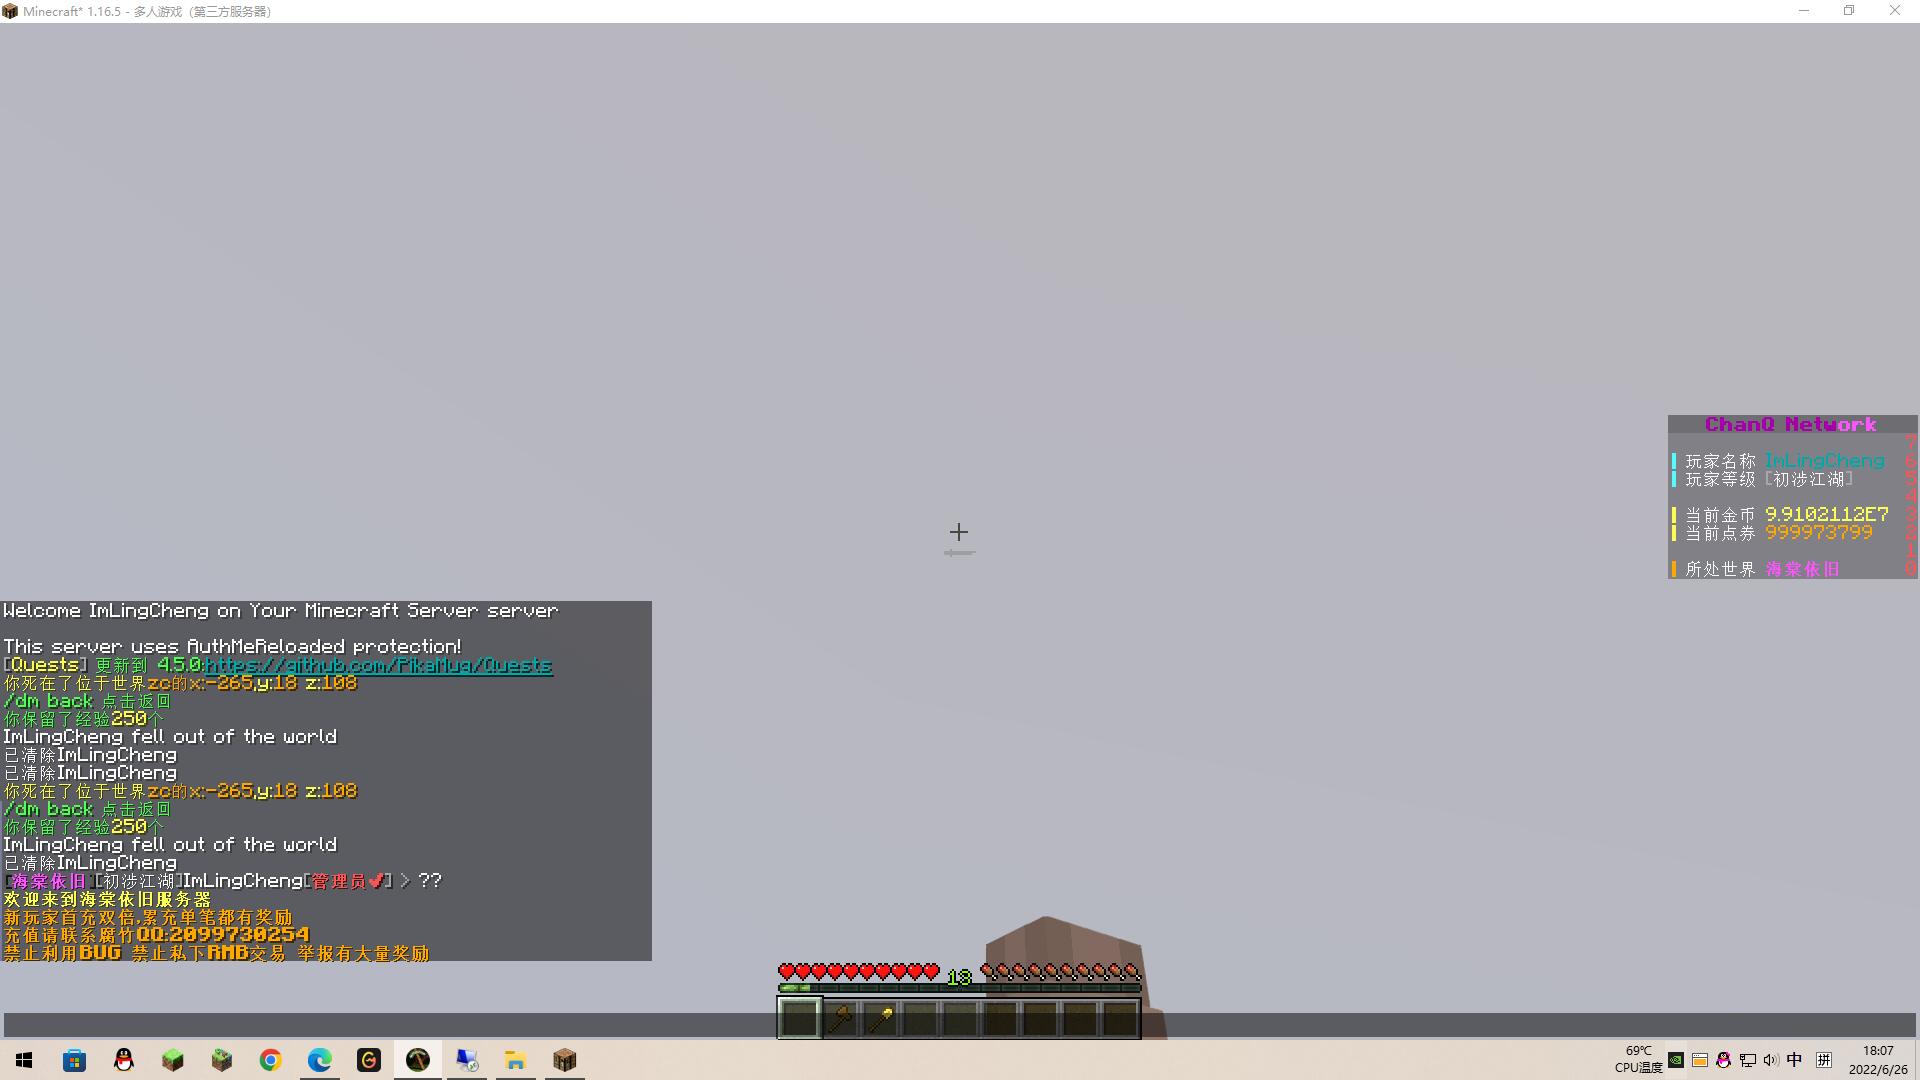 Minecraft* 1.16.5 - 多人游戏（第三方服务器）
ChanQ Network
7
玩家名称 ImLingCheng 6
玩家等级 [初涉江湖] 5
4
当前金币 9.9102112E7 3
当前点券 999973799 2
1
所处世界 海棠依旧 0
Welcome ImLingCheng on Your Minecraft Server server
This server uses AuthMeReloaded protection!
[Quests] 更新到 4.5.0:https://github.com/PikaMug/Quests
你死在了位于世界zc的x:-265,y:18 z:108
/dm back 点击返回
你保留了经验250个
ImLingCheng fell out of the world
已清除ImLingCheng
已清除ImLingCheng
你死在了位于世界zc的x:-265,y:18 z:108
/dm back 点击返回
你保留了经验250个
ImLingCheng fell out of the world
已清除ImLingCheng
[海棠依旧][初涉江湖]ImLingCheng[管理员✔] > ??
欢迎来到海棠依旧服务器
新玩家首充双倍,累充单笔都有奖励
充值请联系腐竹QQ:2099730254
禁止利用BUG 禁止私下RMB交易 举报有大量奖励
18
69℃
CPU温度
中
拼
18:07
2022/6/26